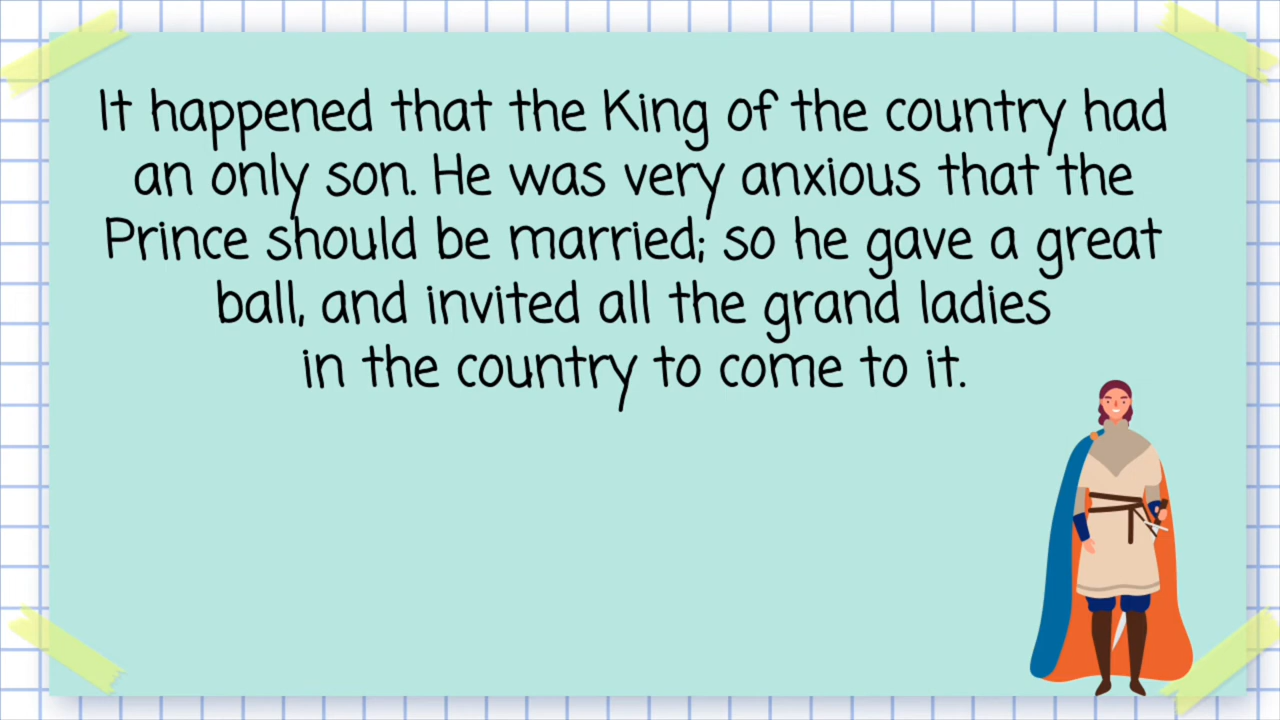 It happened that the King of the country had
an only son. He was very anxious that the
Prince should be married; so he gave a great
ball, and invited all the grand ladies
in the country to come to it.